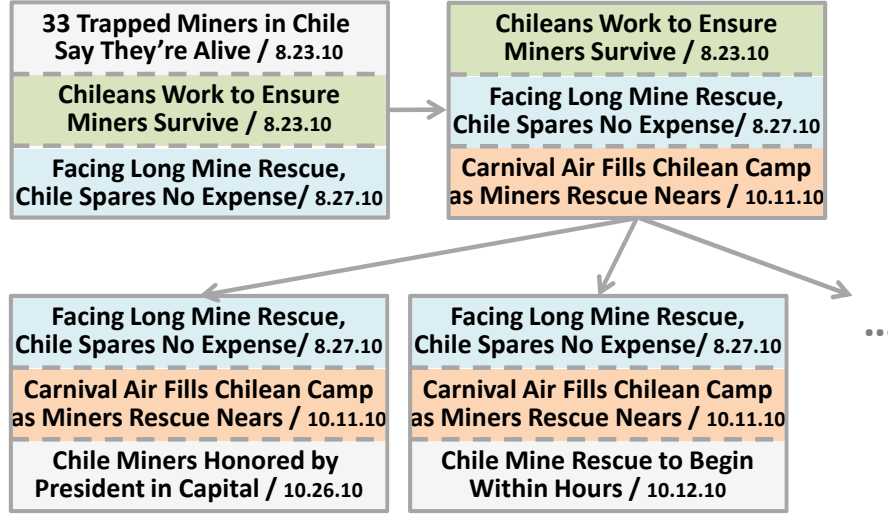 33 Trapped Miners in Chile
Say They're Alive / 8.23.10
Chileans Work to Ensure
Miners Survive / 8.23.10
Facing Long Mine Rescue,
Chile Spares No Expense/ 8.27.10
Chileans Work to Ensure
Miners Survive / 8.23.10
Facing Long Mine Rescue,
Chile Spares No Expense/ 8.27.10
Carnival Air Fills Chilean Camp
as Miners Rescue Nears / 10.11.10
Facing Long Mine Rescue,
Chile Spares No Expense/ 8.27.10
Carnival Air Fills Chilean Camp
as Miners Rescue Nears / 10.11.10
Chile Miners Honored by
President in Capital / 10.26.10
Facing Long Mine Rescue,
Chile Spares No Expense/ 8.27.10
Carnival Air Fills Chilean Camp
as Miners Rescue Nears / 10.11.10
Chile Mine Rescue to Begin
Within Hours / 10.12.10
...